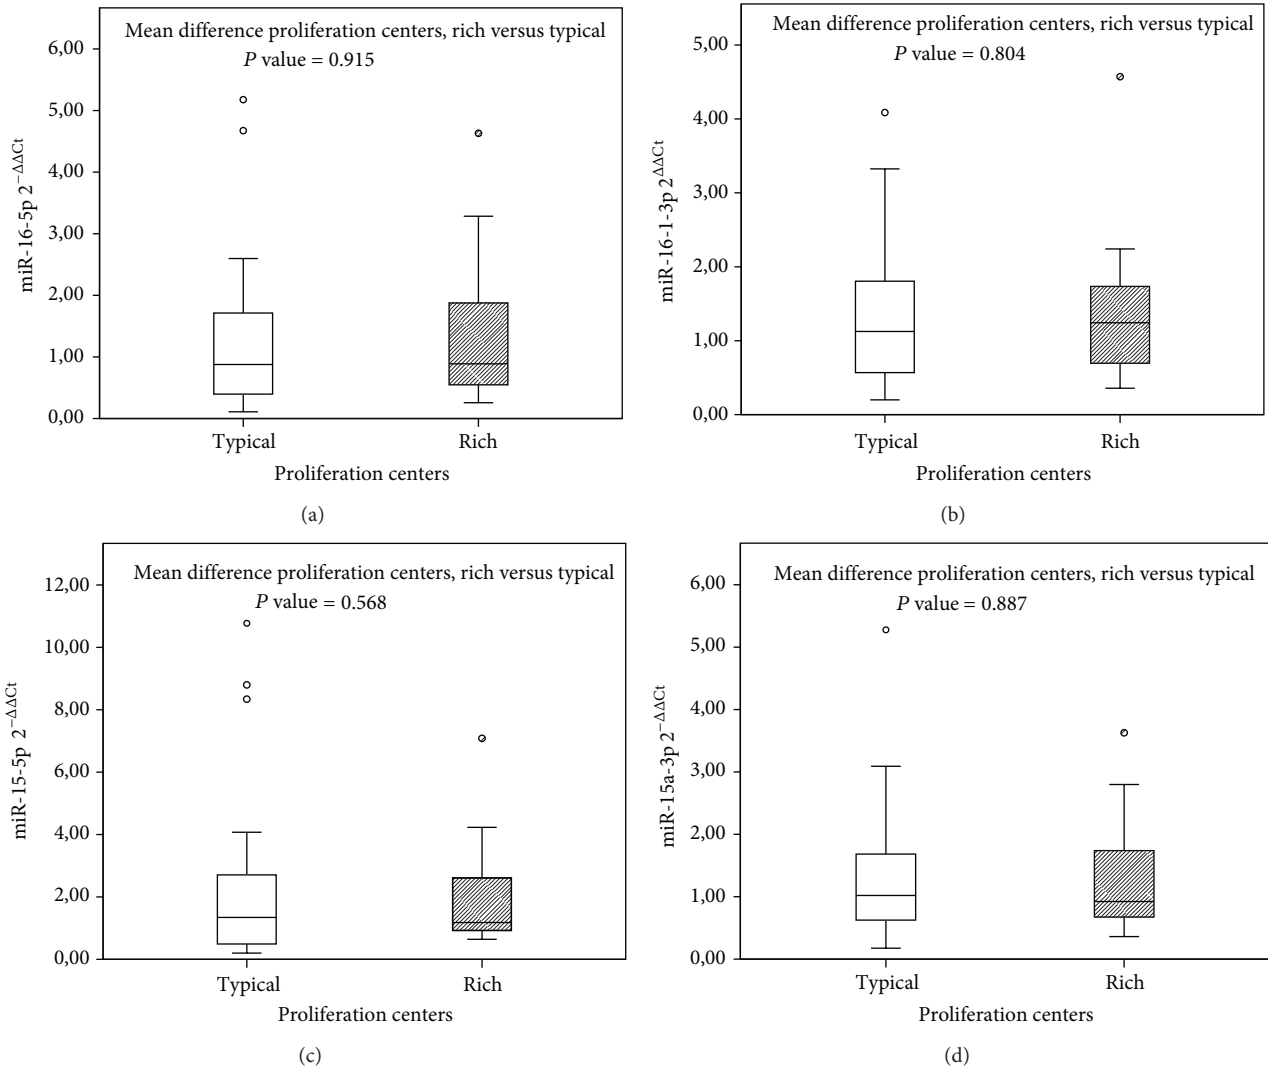 Mean difference proliferation centers, rich versus typical
P value = 0.915
6,00
5,00
4,00
3,00
2,00
1,00
0,00
miR-16-5p 2^−ΔΔCt
Typical
Rich
Proliferation centers
(a)
Mean difference proliferation centers, rich versus typical
P value = 0.804
5,00
4,00
3,00
2,00
1,00
0,00
miR-16-1-3p 2^ΔΔCt
Typical
Rich
Proliferation centers
(b)
Mean difference proliferation centers, rich versus typical
P value = 0.568
12,00
10,00
8,00
6,00
4,00
2,00
0,00
miR-15-5p 2^−ΔΔCt
Typical
Rich
Proliferation centers
(c)
Mean difference proliferation centers, rich versus typical
P value = 0.887
6,00
5,00
4,00
3,00
2,00
1,00
0,00
miR-15a-3p 2^−ΔΔCt
Typical
Rich
Proliferation centers
(d)